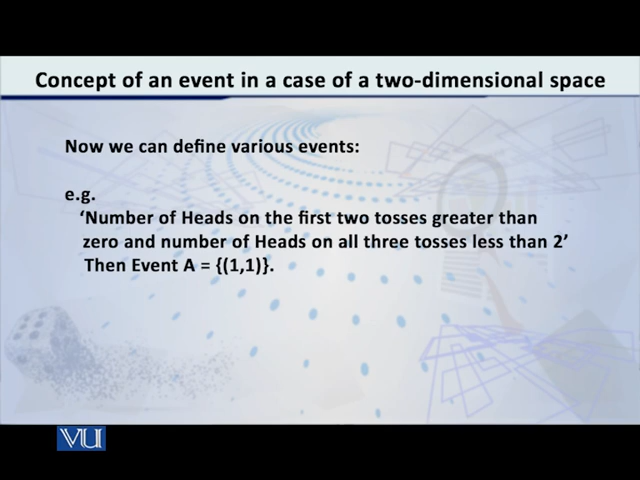 Concept of an event in a case of a two-dimensional space
Now we can define various events:
e.g.
‘Number of Heads on the first two tosses greater than
zero and number of Heads on all three tosses less than 2’
Then Event A = {(1,1)}.
VU